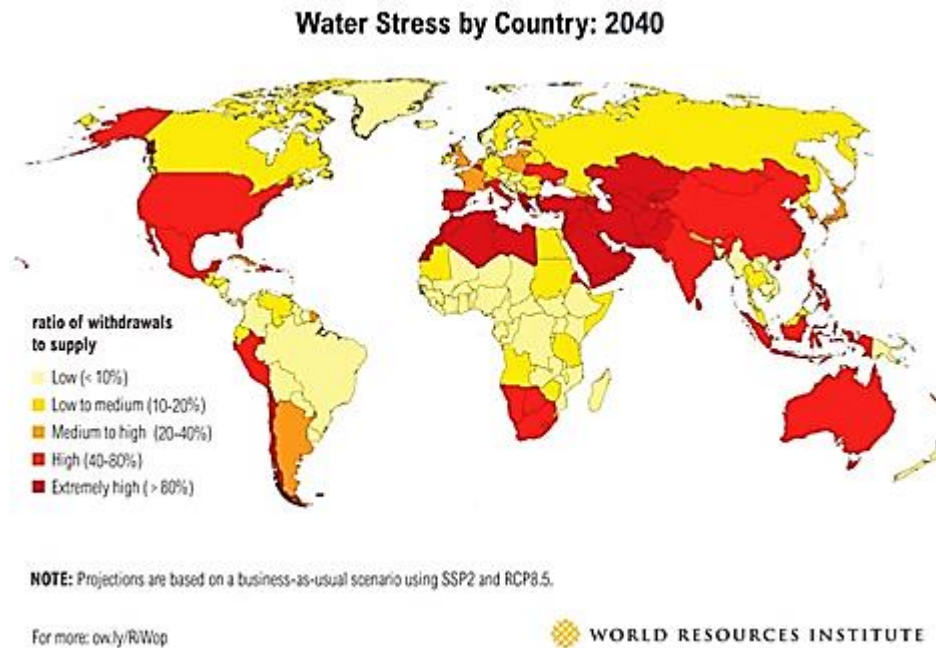 Water Stress by Country: 2040
ratio of withdrawals
to supply
Low (< 10%)
Low to medium (10-20%)
Medium to high (20-40%)
High (40-80%)
Extremely high (> 80%)
NOTE: Projections are based on a business-as-usual scenario using SSP2 and RCP8.5.
For more: ow.ly/RiWop
WORLD RESOURCES INSTITUTE